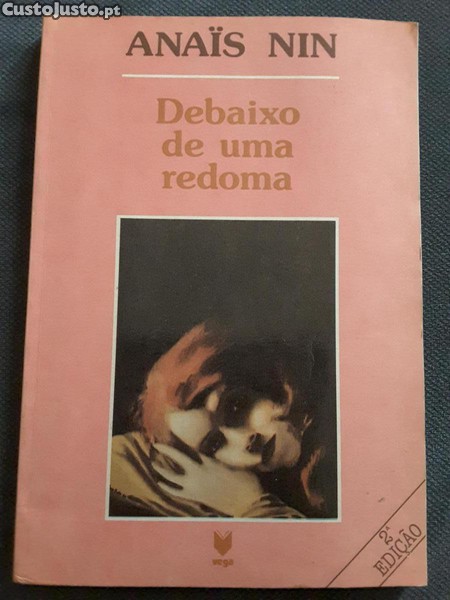 CustoJusto.pt
ANAÏS NIN
Debaixo
de uma
redoma
vega
2ª
EDIÇÃO